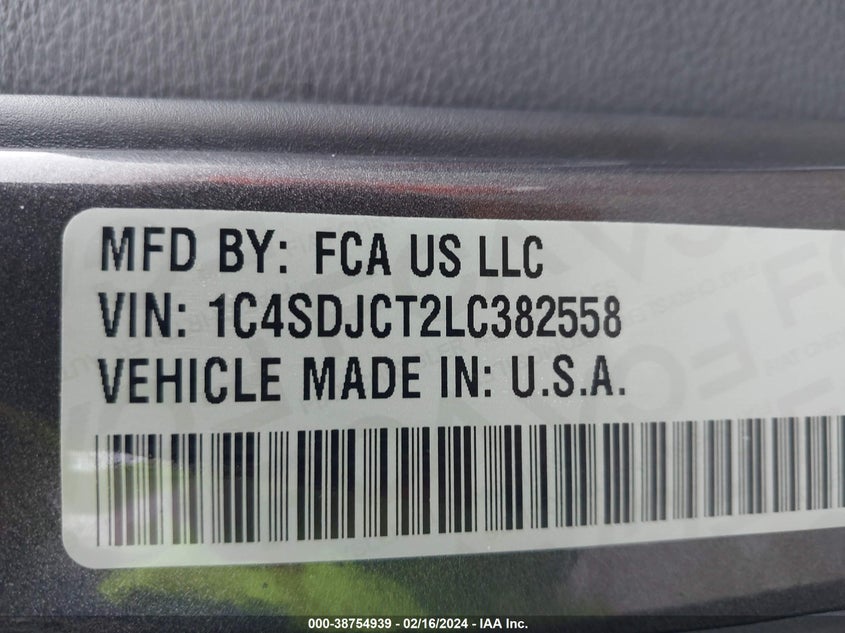 MFD BY: FCA US LLC
VIN: 1C4SDJCT2LC382558
VEHICLE MADE IN: U.S.A.
000-38754939 - 02/16/2024 - IAA Inc.